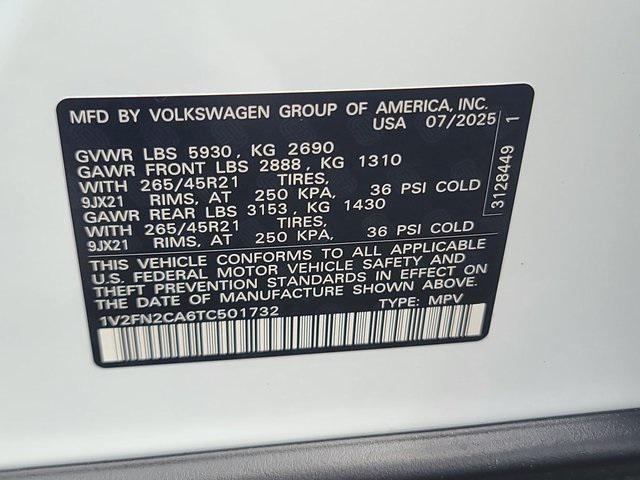 MFD BY VOLKSWAGEN GROUP OF AMERICA, INC.
USA 07/2025
GVWR LBS 5930, KG 2690
GAWR FRONT LBS 2888, KG 1310
WITH 265/45R21 TIRES,
9JX21 RIMS, AT 250 KPA, 36 PSI COLD
GAWR REAR LBS 3153, KG 1430
WITH 265/45R21 TIRES,
9JX21 RIMS, AT 250 KPA, 36 PSI COLD
THIS VEHICLE CONFORMS TO ALL APPLICABLE
U.S. FEDERAL MOTOR VEHICLE SAFETY AND
THEFT PREVENTION STANDARDS IN EFFECT ON
THE DATE OF MANUFACTURE SHOWN ABOVE.
1V2FN2CA6TC501732 TYPE: MPV
3128449 1